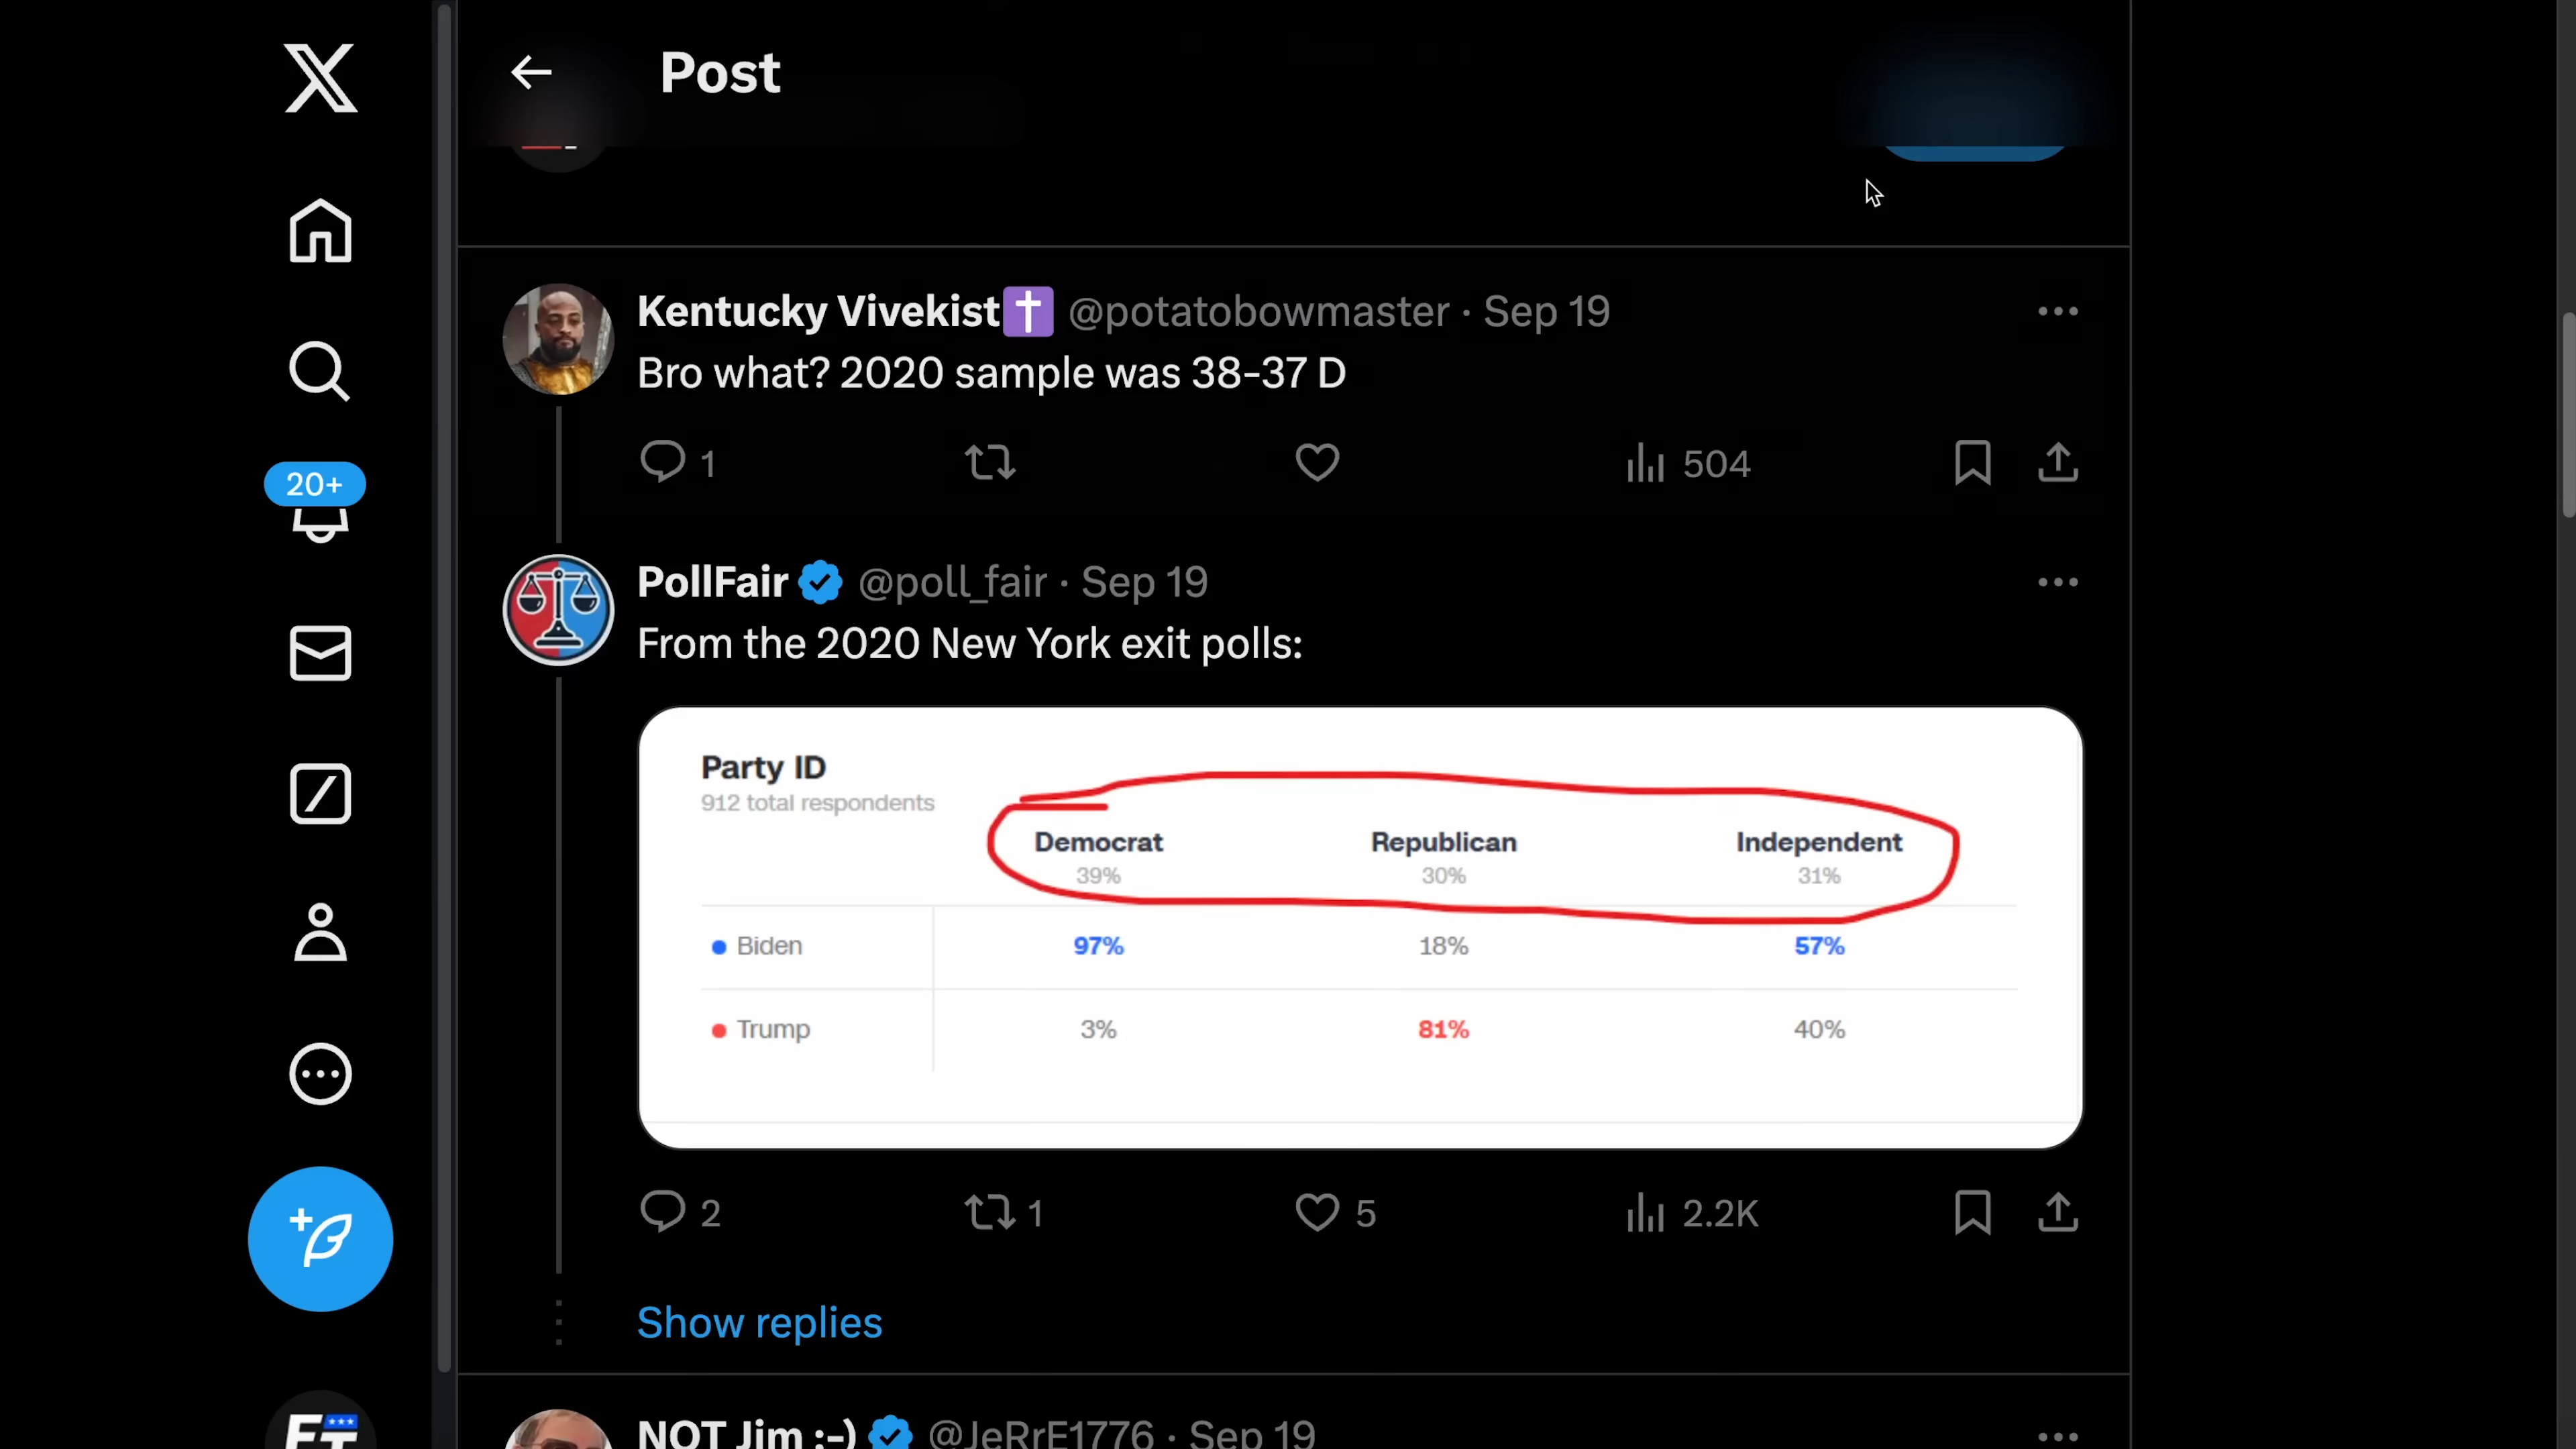 Post
20+
Kentucky Vivekist✝️ @potatobowmaster · Sep 19
Bro what? 2020 sample was 38-37 D
1 504
PollFair @poll_fair · Sep 19
From the 2020 New York exit polls:
Party ID
912 total respondents
Democrat Republican Independent
39% 30% 31%
Biden 97% 18% 57%
Trump 3% 81% 40%
2 1 5 2.2K
Show replies
NOT Jim :-) @JeRrE1776 · Sep 19